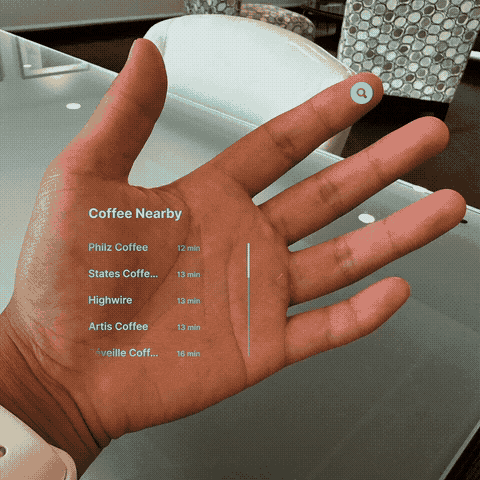 Coffee Nearby
Philz Coffee 12 min
States Coffe... 13 min
Highwire 13 min
Artis Coffee 13 min
Coff... 16 min